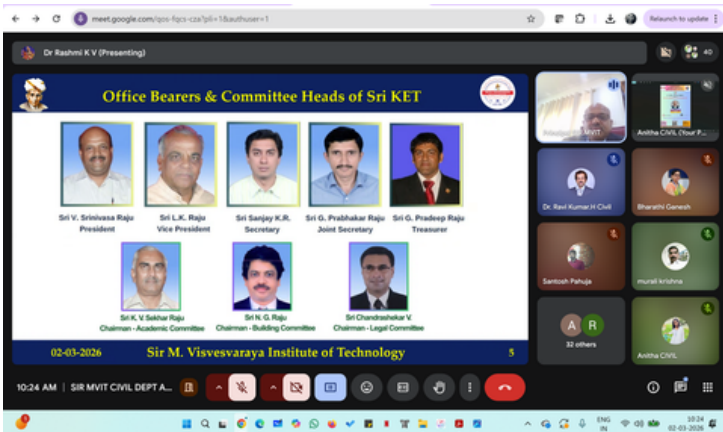 meet.google.com/qos-fqcs-cza?pli=1&authuser=1
Relaunch to update
Dr Rashmi K V (Presenting)
40
Office Bearers & Committee Heads of Sri KET
Sri V. Srinivasa Raju
President
Sri L.K. Raju
Vice President
Sri Sanjay K.R.
Secretary
Sri G. Prabhakar Raju
Joint Secretary
Sri G. Pradeep Raju
Treasurer
Sri K. V. Sekhar Raju
Chairman - Academic Committee
Sri N. G. Raju
Chairman - Building Committee
Sri Chandrashekar V.
Chairman - Legal Committee
02-03-2026
Sir M. Visvesvaraya Institute of Technology
5
MVIT
Anitha CIVIL (Your P...
Dr. Ravi Kumar.H Civil
Bharathi Ganesh
Santosh Pahuja
murali krishna
A R
32 others
Anitha CIVIL
10:24 AM | SIR MVIT CIVIL DEPT A...
ENG
IN
10:24
02-03-2026